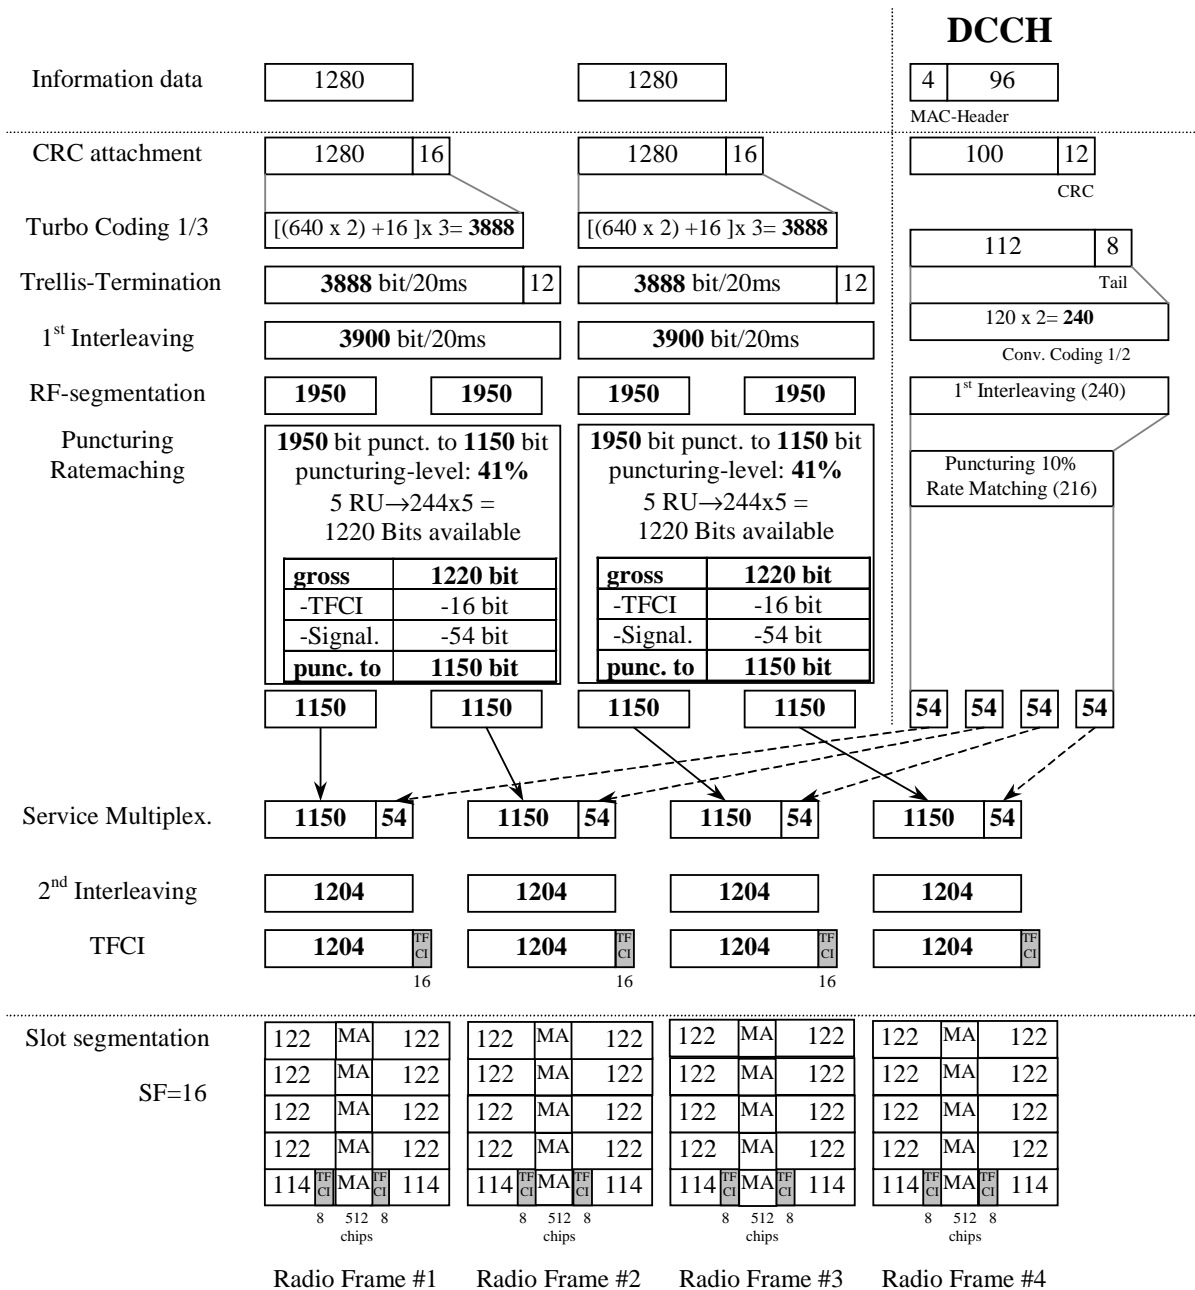 DCCH
Information data 1280 1280 4 96
MAC-Header
CRC attachment 1280 16 1280 16 100 12
CRC
Turbo Coding 1/3 [(640 x 2) +16 ]x 3= 3888 [(640 x 2) +16 ]x 3= 3888
112 8
Tail
Trellis-Termination 3888 bit/20ms 12 3888 bit/20ms 12
120 x 2= 240
Conv. Coding 1/2
1st Interleaving 3900 bit/20ms 3900 bit/20ms
RF-segmentation 1950 1950 1950 1950 1st Interleaving (240)
Puncturing
Ratemaching
1950 bit punct. to 1150 bit 1950 bit punct. to 1150 bit
puncturing-level: 41% puncturing-level: 41%
Puncturing 10%
Rate Matching (216)
5 RU→244x5 = 5 RU→244x5 =
1220 Bits available 1220 Bits available
gross 1220 bit gross 1220 bit
-TFCI -16 bit -TFCI -16 bit
-Signal. -54 bit -Signal. -54 bit
punc. to 1150 bit punc. to 1150 bit
1150 1150 1150 1150 54 54 54 54
Service Multiplex. 1150 54 1150 54 1150 54 1150 54
2nd Interleaving 1204 1204 1204 1204
TFCI 1204 TF CI 1204 TF CI 1204 TF CI 1204 TF CI
16 16 16
Slot segmentation 122 MA 122 122 MA 122 122 MA 122 122 MA 122
SF=16 122 MA 122 122 MA 122 122 MA 122 122 MA 122
122 MA 122 122 MA 122 122 MA 122 122 MA 122
122 MA 122 122 MA 122 122 MA 122 122 MA 122
114 TF CI MA TF CI 114 114 TF CI MA TF CI 114 114 TF CI MA TF CI 114 114 TF CI MA TF CI 114
8 512 8 8 512 8 8 512 8 8 512 8
chips chips chips chips
Radio Frame #1 Radio Frame #2 Radio Frame #3 Radio Frame #4